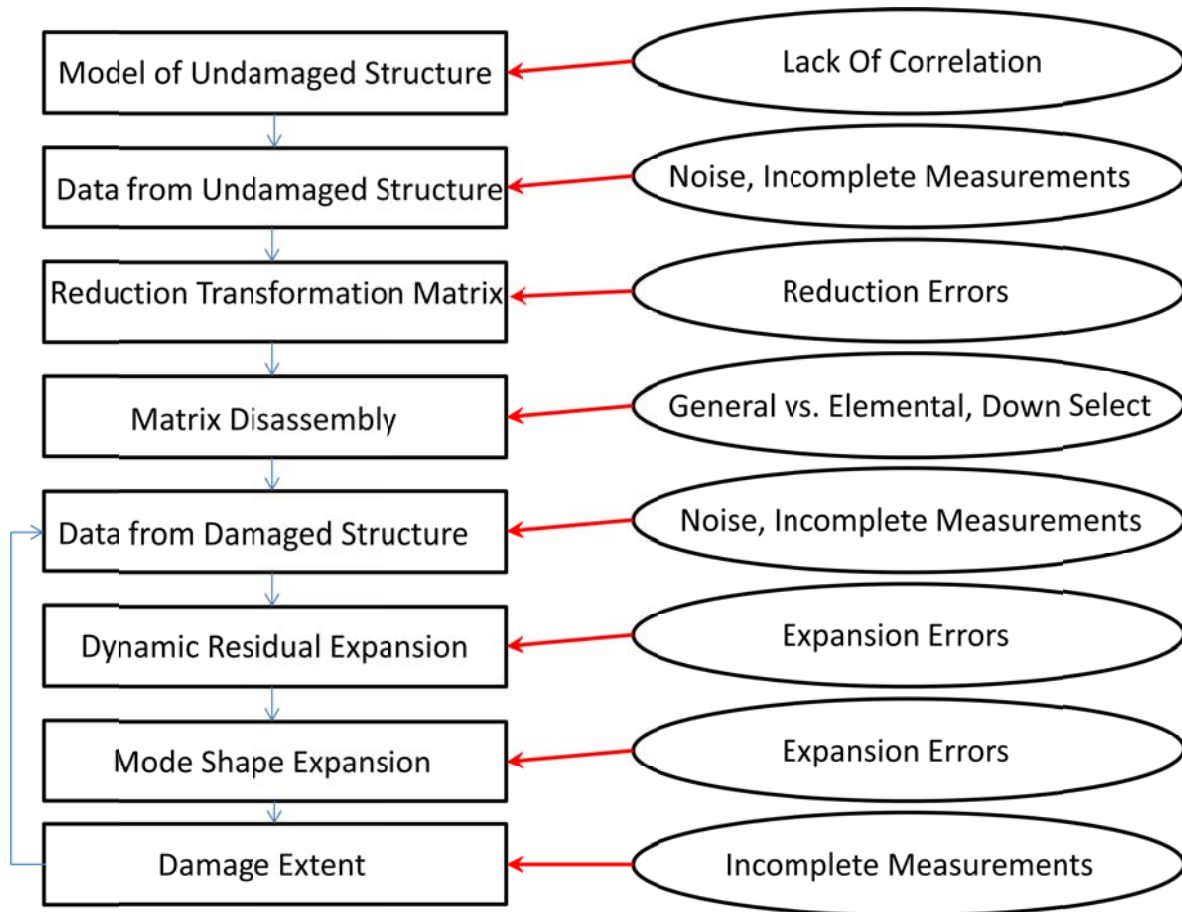 Model of Undamaged Structure
Lack Of Correlation
Data from Undamaged Structure
Noise, Incomplete Measurements
Reduction Transformation Matrix
Reduction Errors
Matrix Disassembly
General vs. Elemental, Down Select
Data from Damaged Structure
Noise, Incomplete Measurements
Dynamic Residual Expansion
Expansion Errors
Mode Shape Expansion
Expansion Errors
Damage Extent
Incomplete Measurements